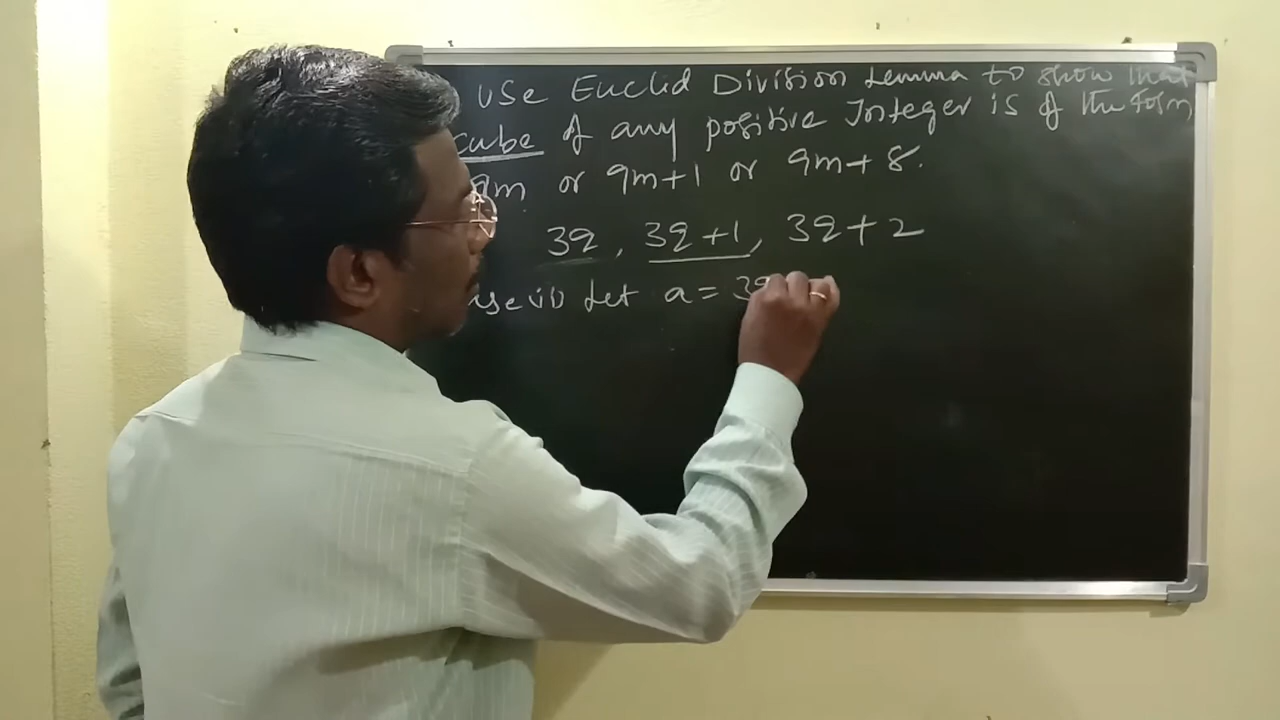 Use Euclid Division Lemma to show that
cube of any positive Integer is of the form
9m or 9m+1 or 9m+8.
3q, 3q+1, 3q+2
Let a = 3q